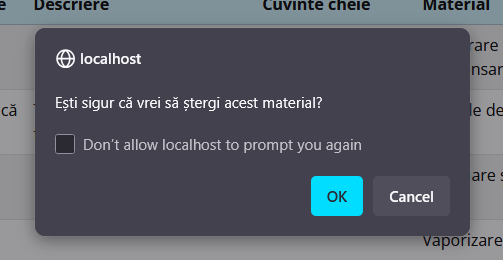 Descriere Cuvinte cheie Material
localhost
Ești sigur că vrei să ștergi acest material?
Don't allow localhost to prompt you again
OK Cancel
Vaporizare